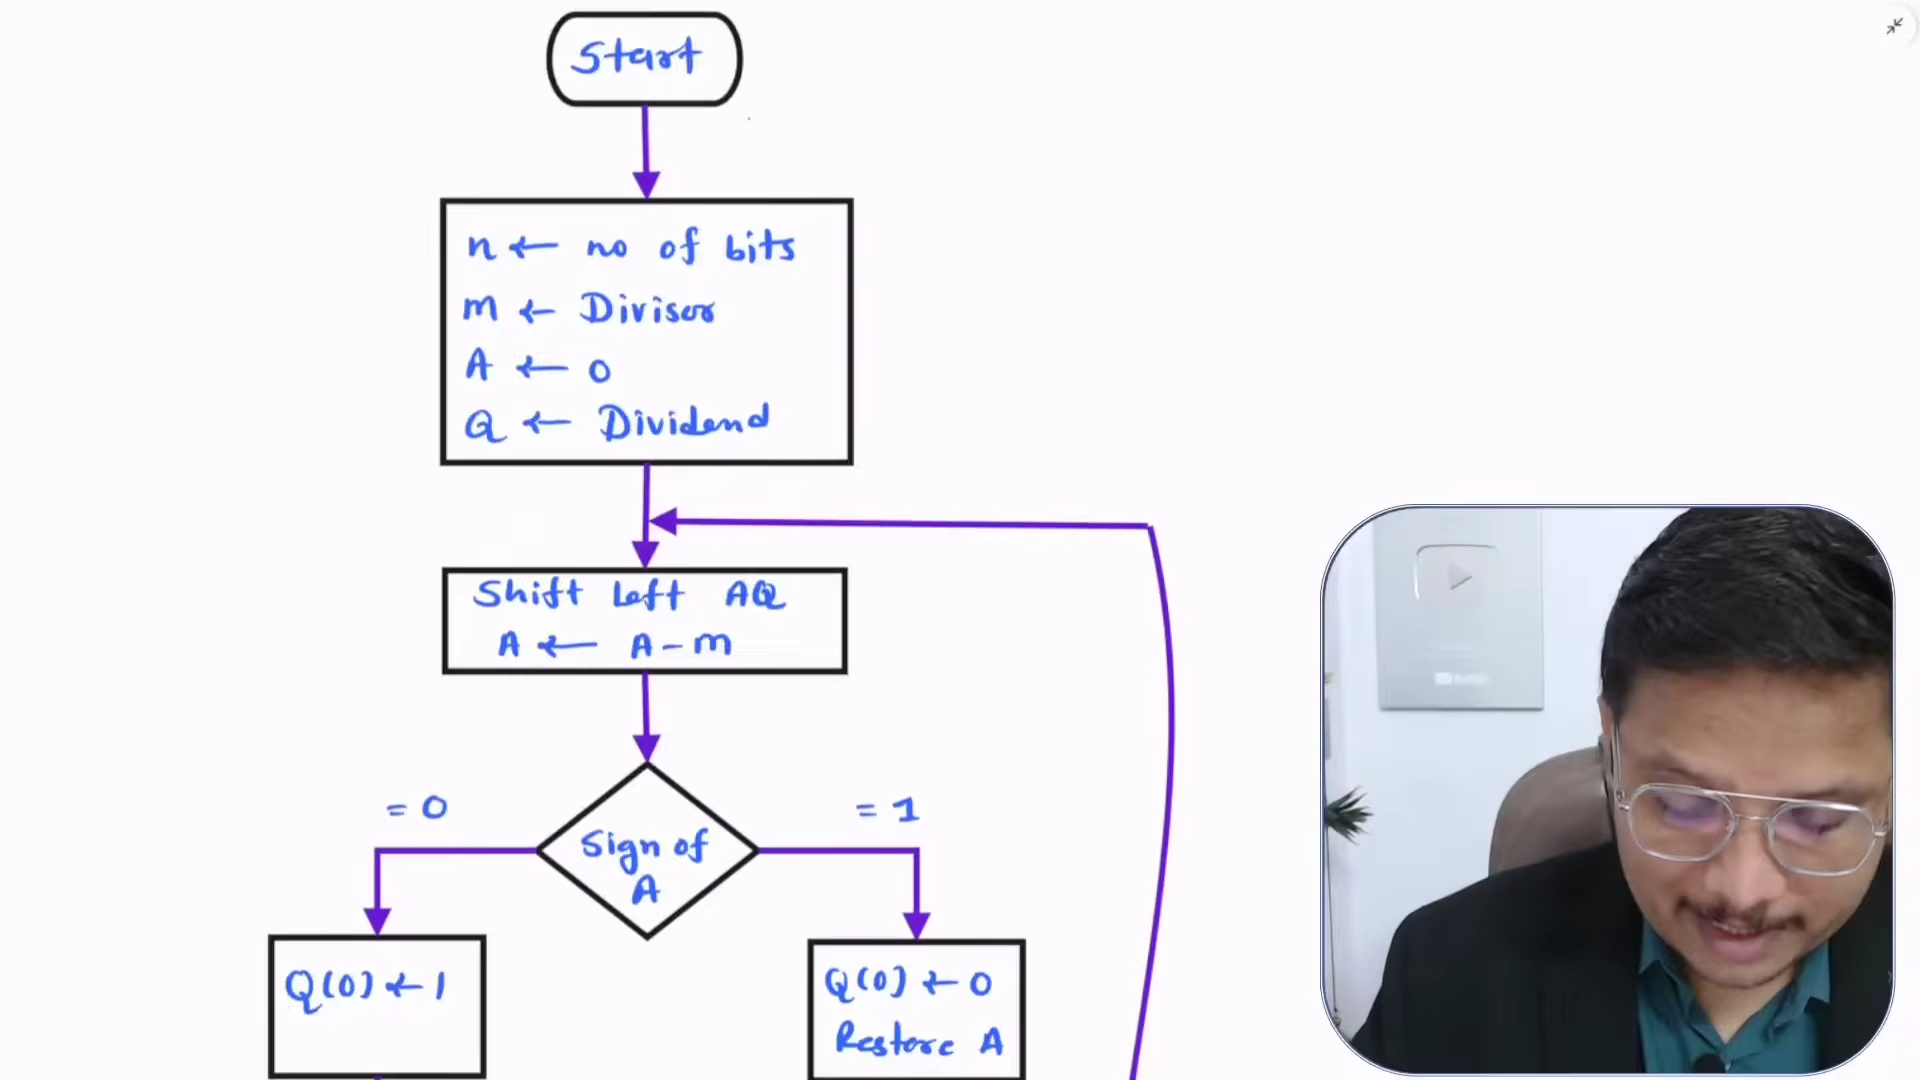 Start
n ← no of bits
m ← Divisor
A ← 0
Q ← Dividend
Shift Left AQ
A ← A - m
= 0
= 1
Sign of
A
Q(0) ← 1
Q(0) ← 0
Restore A